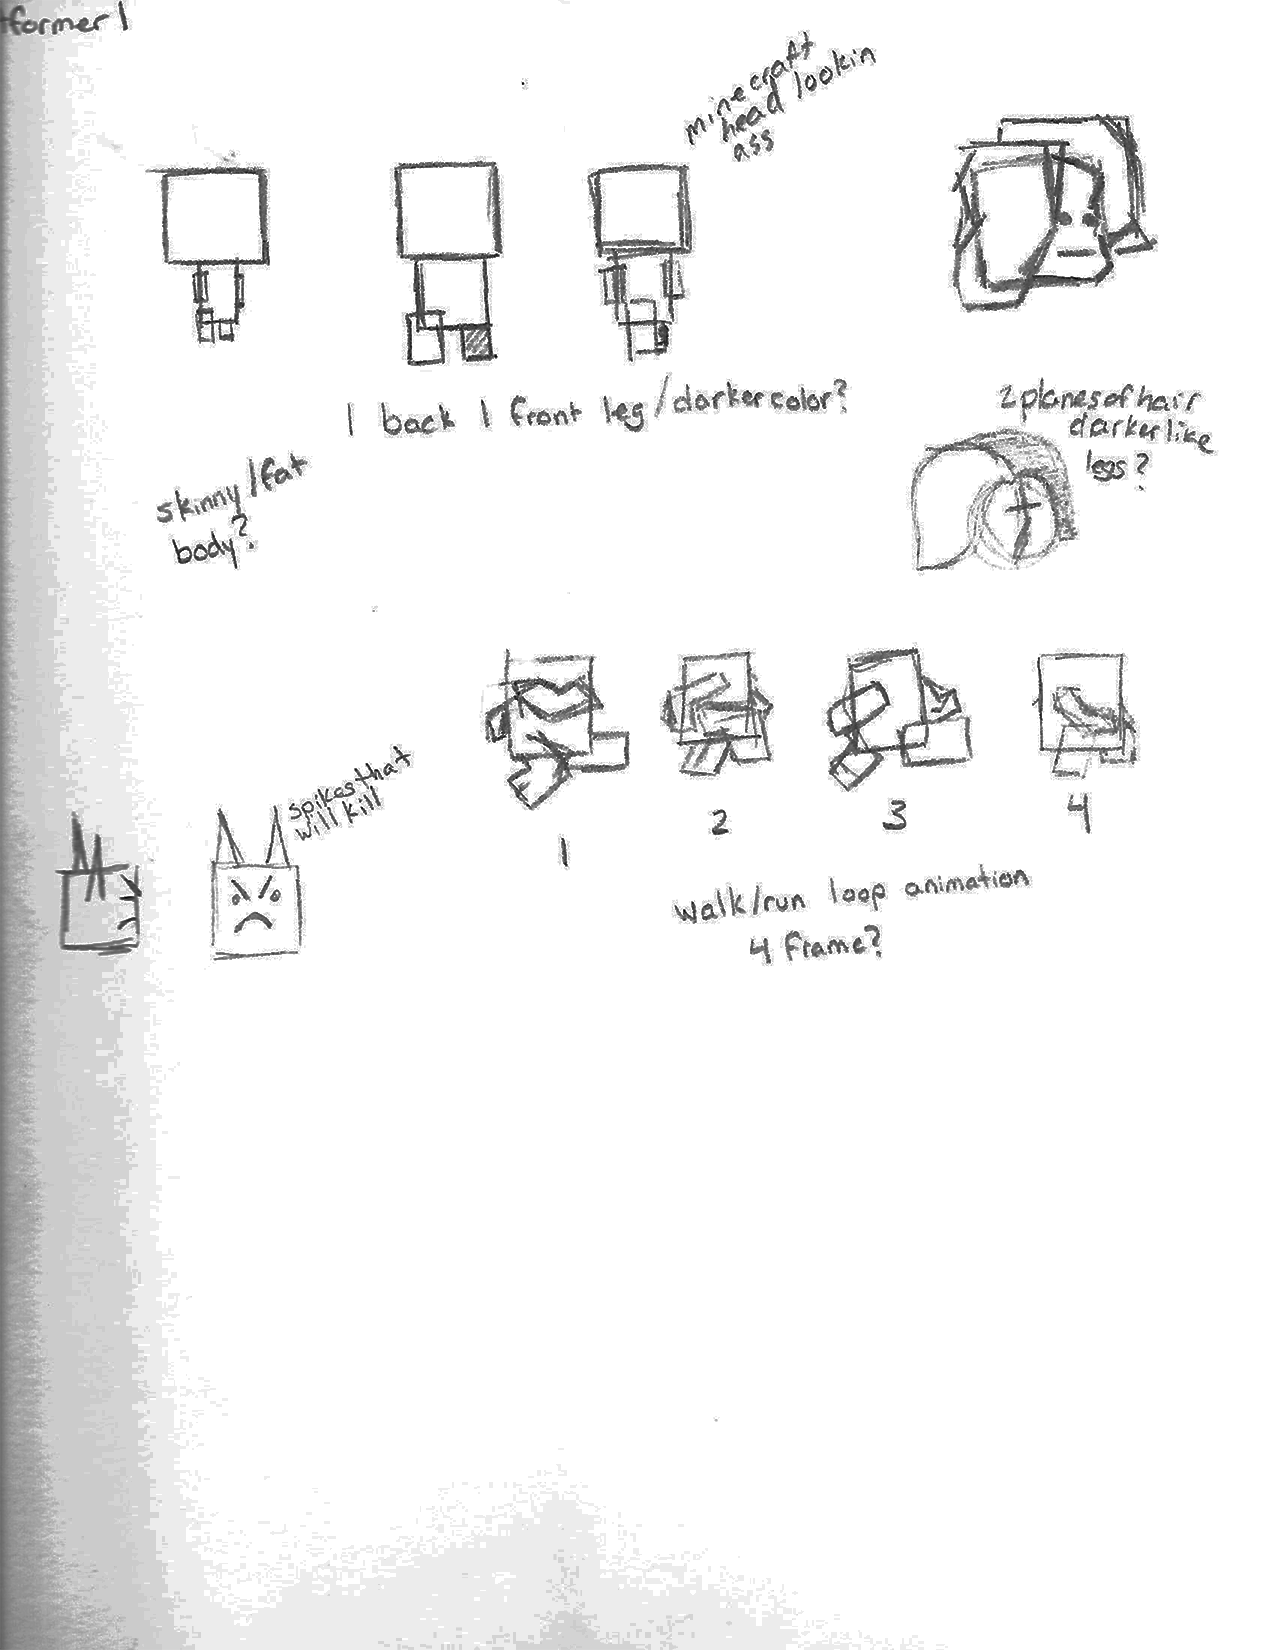 tformer 1
minecraft
head lookin
ass
1 back 1 front leg/darker color?
2 planes of hair
darker like
legs?
skinny/fat
body?
spikes that
will kill
1
2
3
4
walk/run loop animation
4 frame?